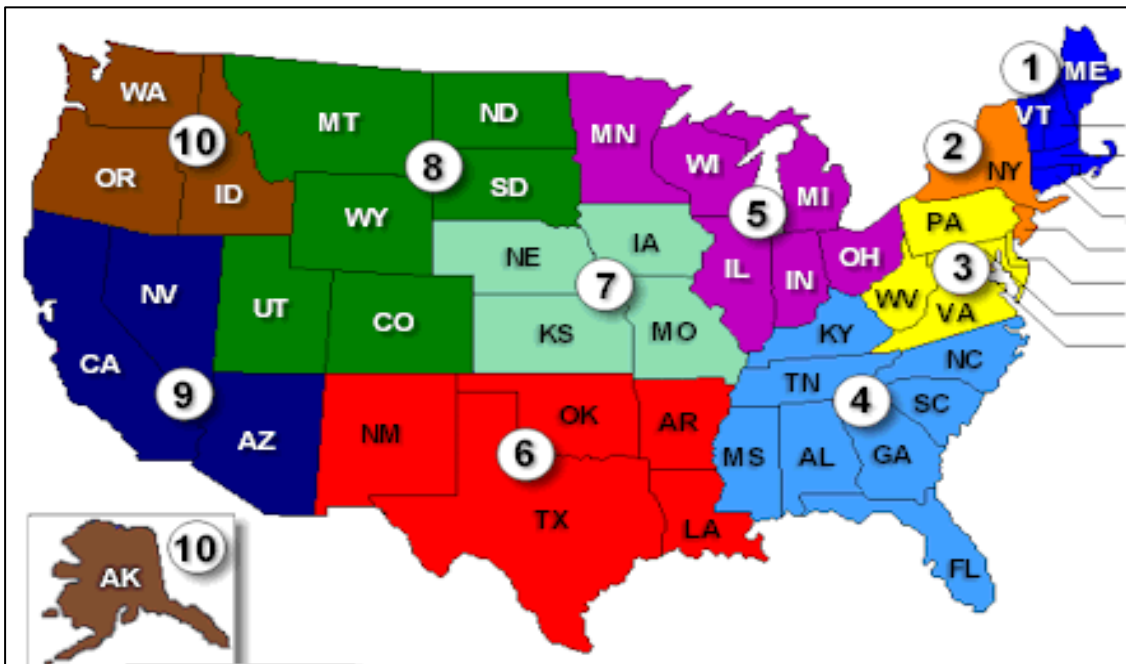 1
ME
WA
VT
MT
ND
MN
10
2
WI
NY
OR
8
SD
MI
ID
5
PA
WY
IA
NE
OH
3
IL
IN
NV
7
WV
UT
VA
CO
KS
MO
KY
CA
NC
TN
9
4
SC
OK
AR
NM
AZ
6
MS
AL
GA
TX
LA
10
FL
AK